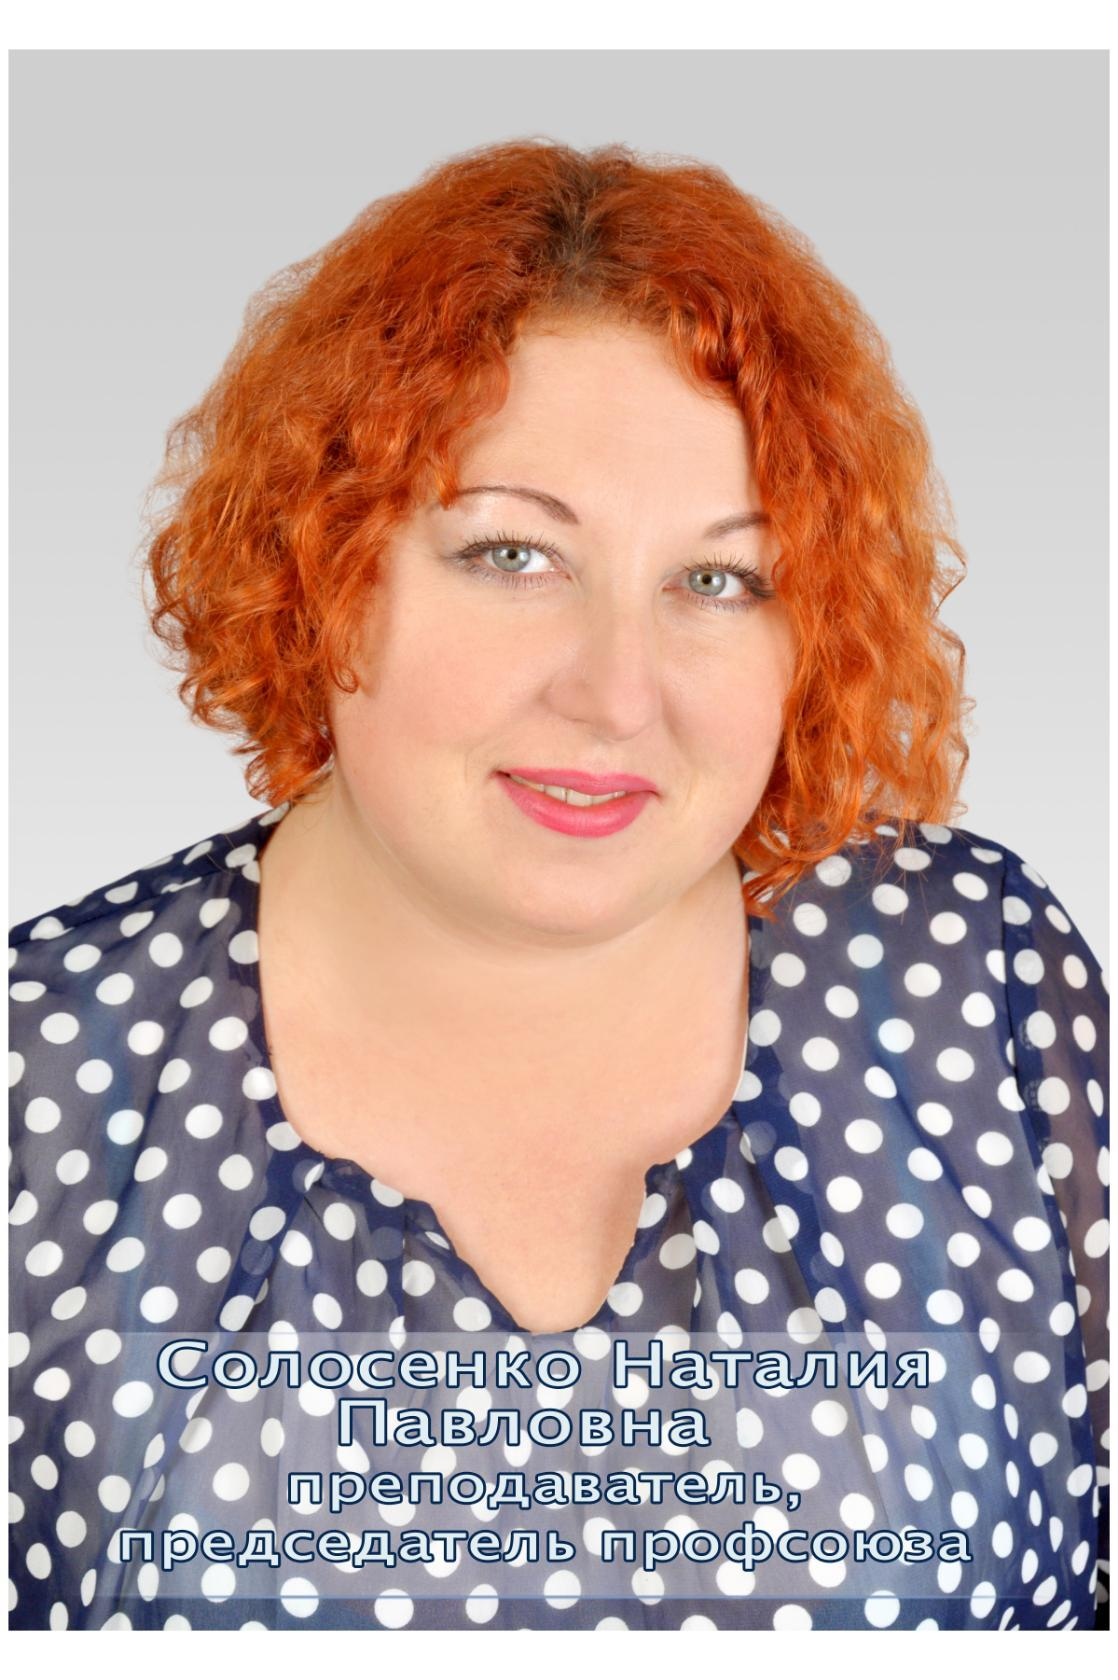 Солосенко Наталия
Павловна
преподаватель,
председатель профсоюза